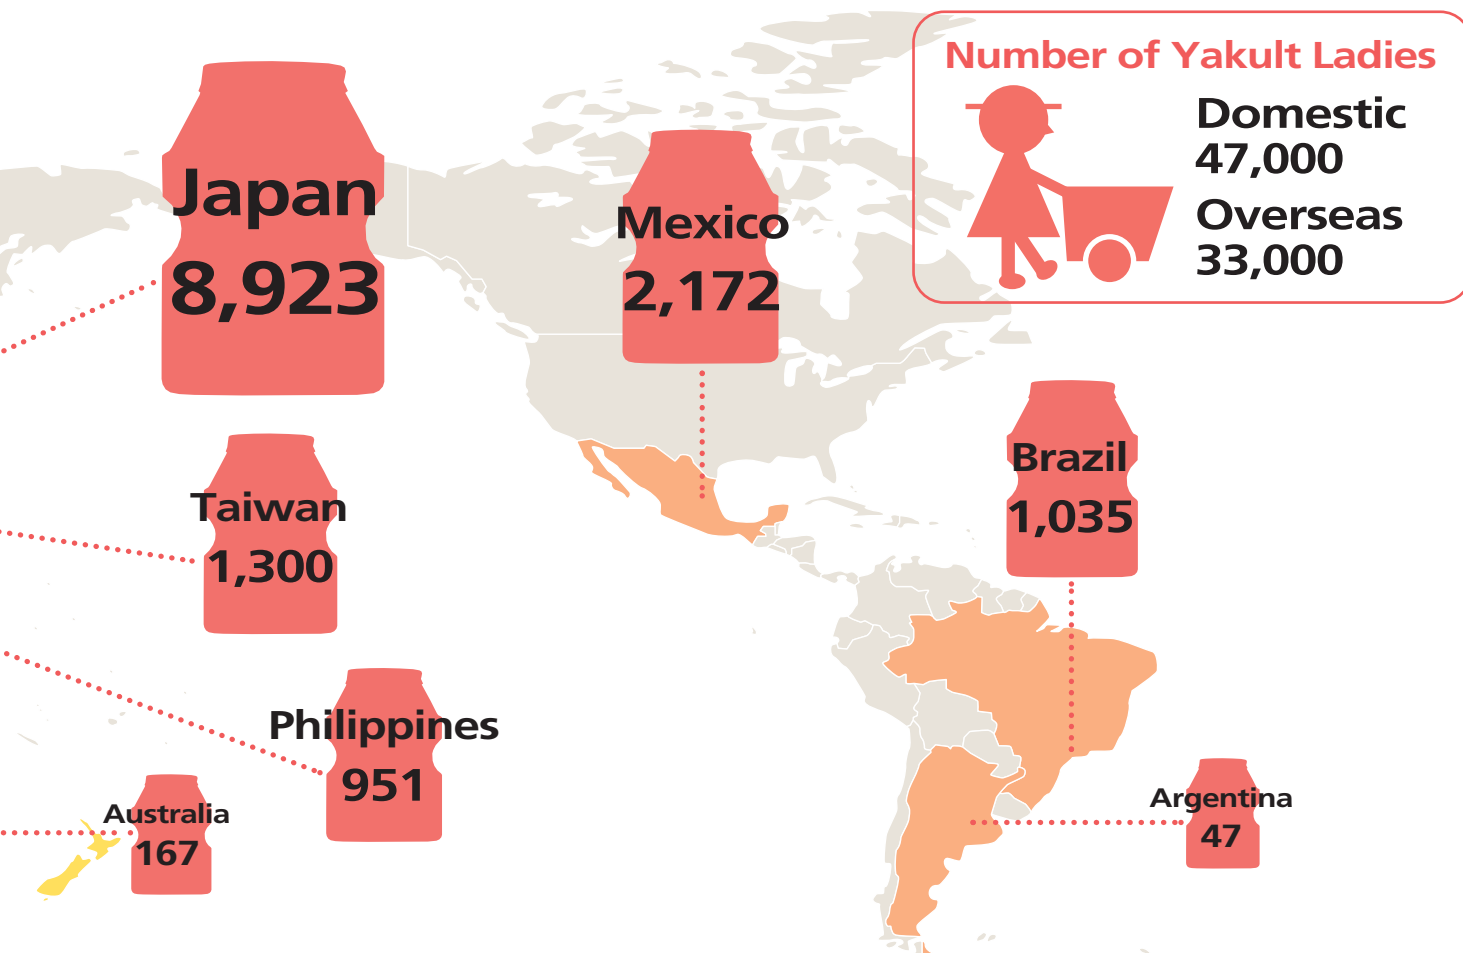 Number of Yakult Ladies
Domestic
47,000
Overseas
33,000
Japan
8,923
Mexico
2,172
Brazil
1,035
Taiwan
1,300
Philippines
951
Australia
167
Argentina
47